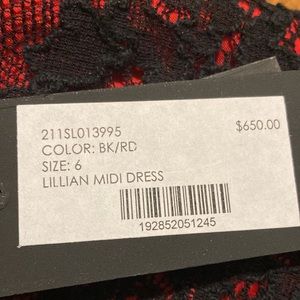 211SL013995 $650.00
COLOR: BK/RD
SIZE: 6
LILLIAN MIDI DRESS
192852051245